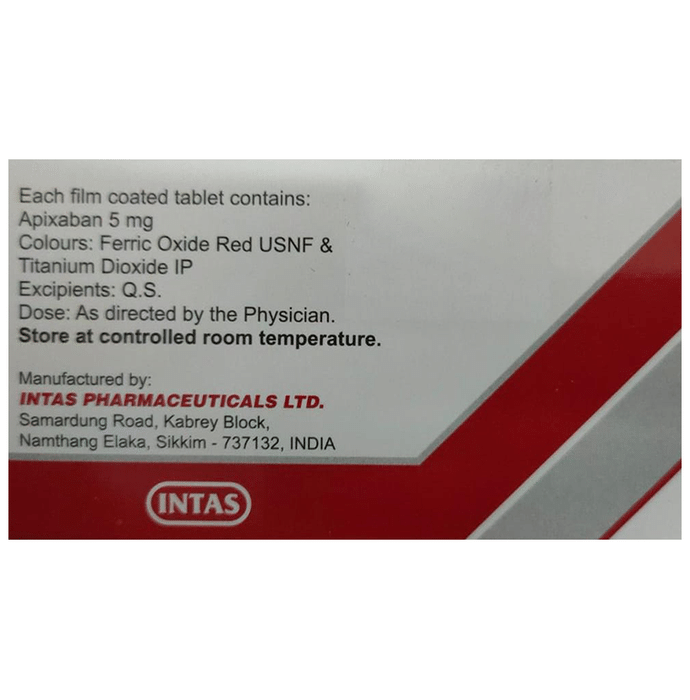 Each film coated tablet contains:
Apixaban 5 mg
Colours: Ferric Oxide Red USNF &
Titanium Dioxide IP
Excipients: Q.S.
Dose: As directed by the Physician.
Store at controlled room temperature.
Manufactured by:
INTAS PHARMACEUTICALS LTD.
Samardung Road, Kabrey Block,
Namthang Elaka, Sikkim - 737132, INDIA
INTAS